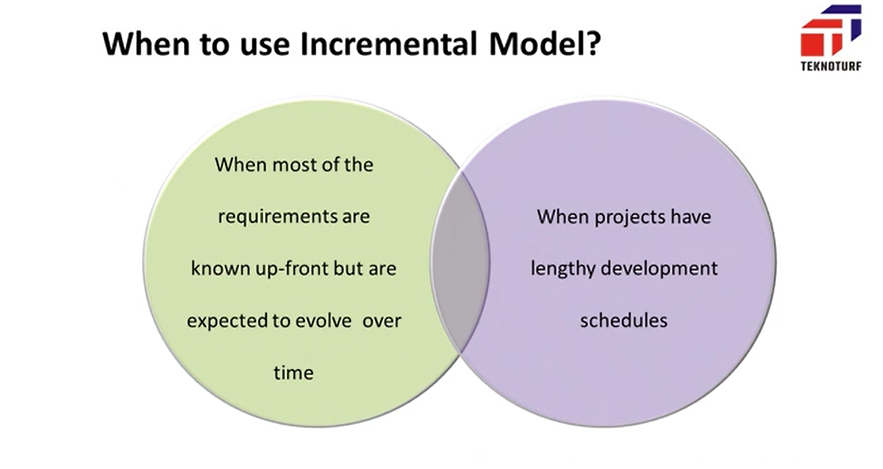 When to use Incremental Model?
TEKNOTURF
When most of the
requirements are
known up-front but are
expected to evolve over
time
When projects have
lengthy development
schedules